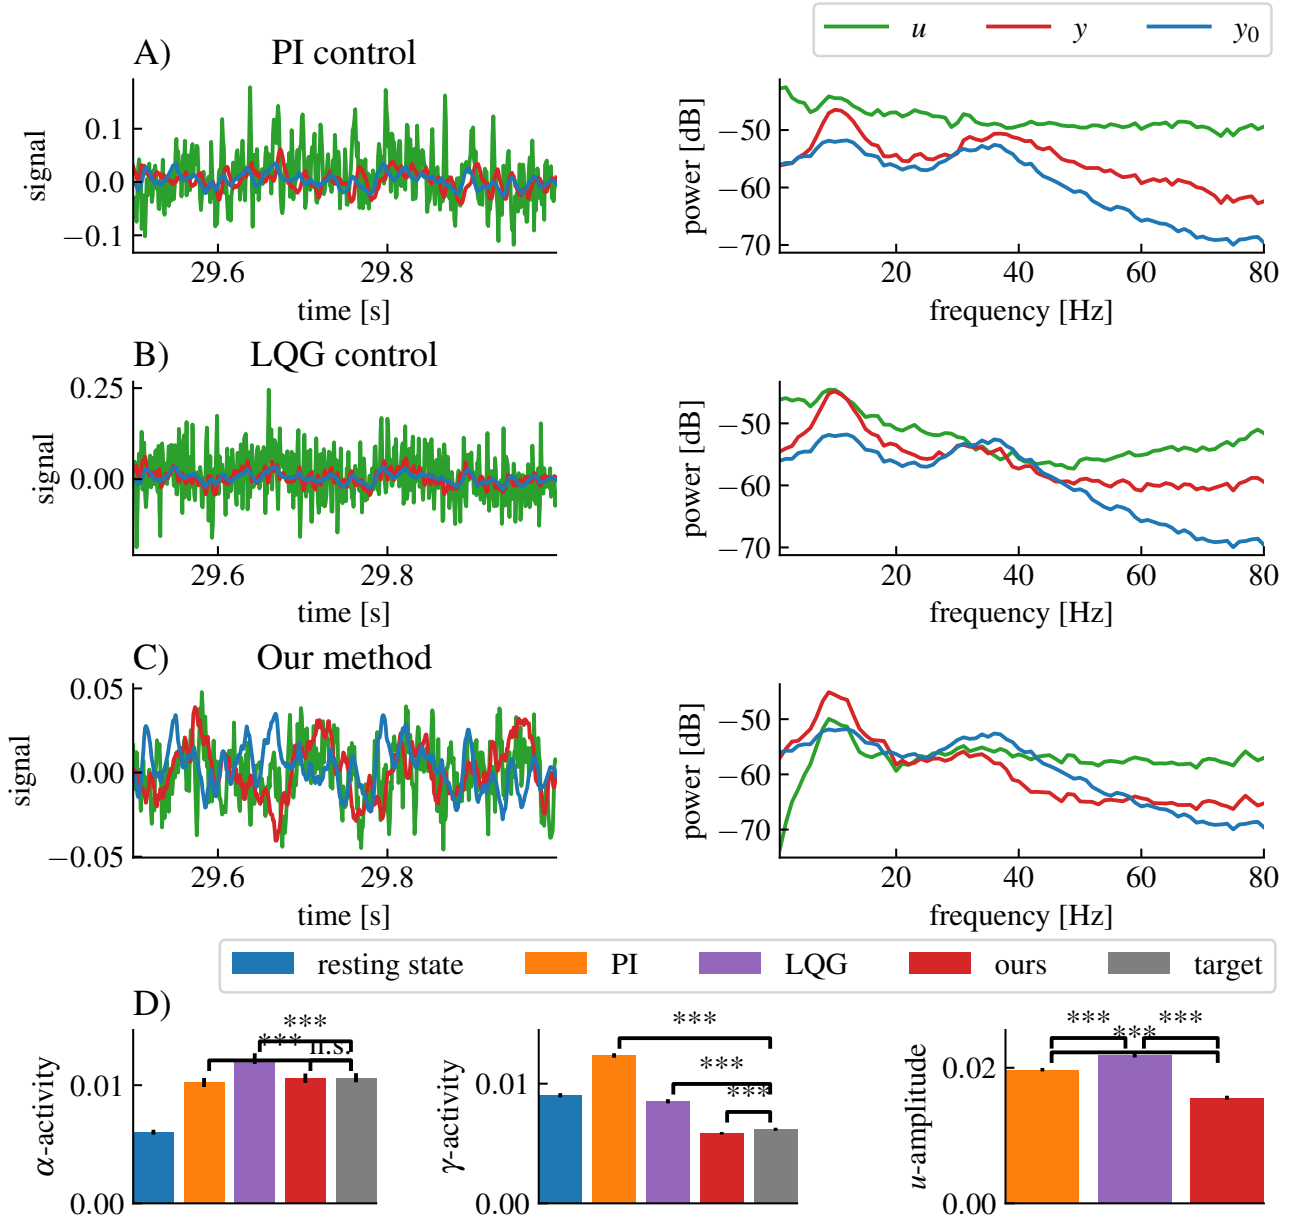 u y y₀
A) PI control
signal
0.1
0.0
−0.1
29.6 29.8
time [s]
power [dB]
−50
−60
−70
20 40 60 80
frequency [Hz]
B) LQG control
signal
0.25
0.00
29.6 29.8
time [s]
power [dB]
−50
−60
−70
20 40 60 80
frequency [Hz]
C) Our method
signal
0.05
0.00
−0.05
29.6 29.8
time [s]
power [dB]
−50
−60
−70
20 40 60 80
frequency [Hz]
resting state PI LQG ours target
D)
α-activity
0.01
0.00
***
*** n.s.
γ-activity
0.01
0.00
***
***
***
u-amplitude
0.02
0.00
*** ***
***